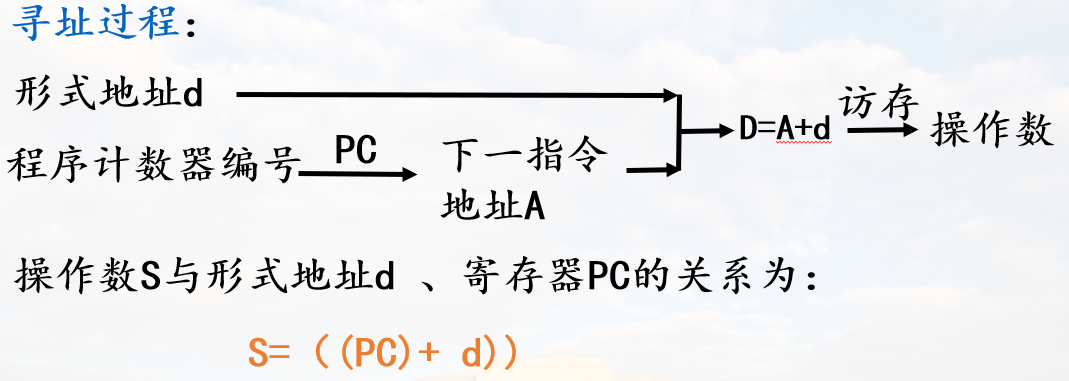 寻址过程：
形式地址d
D=A+d 访存 操作数
程序计数器编号 PC 下一指令
地址A
操作数S与形式地址d 、寄存器PC的关系为：
S=（(PC)+ d)）